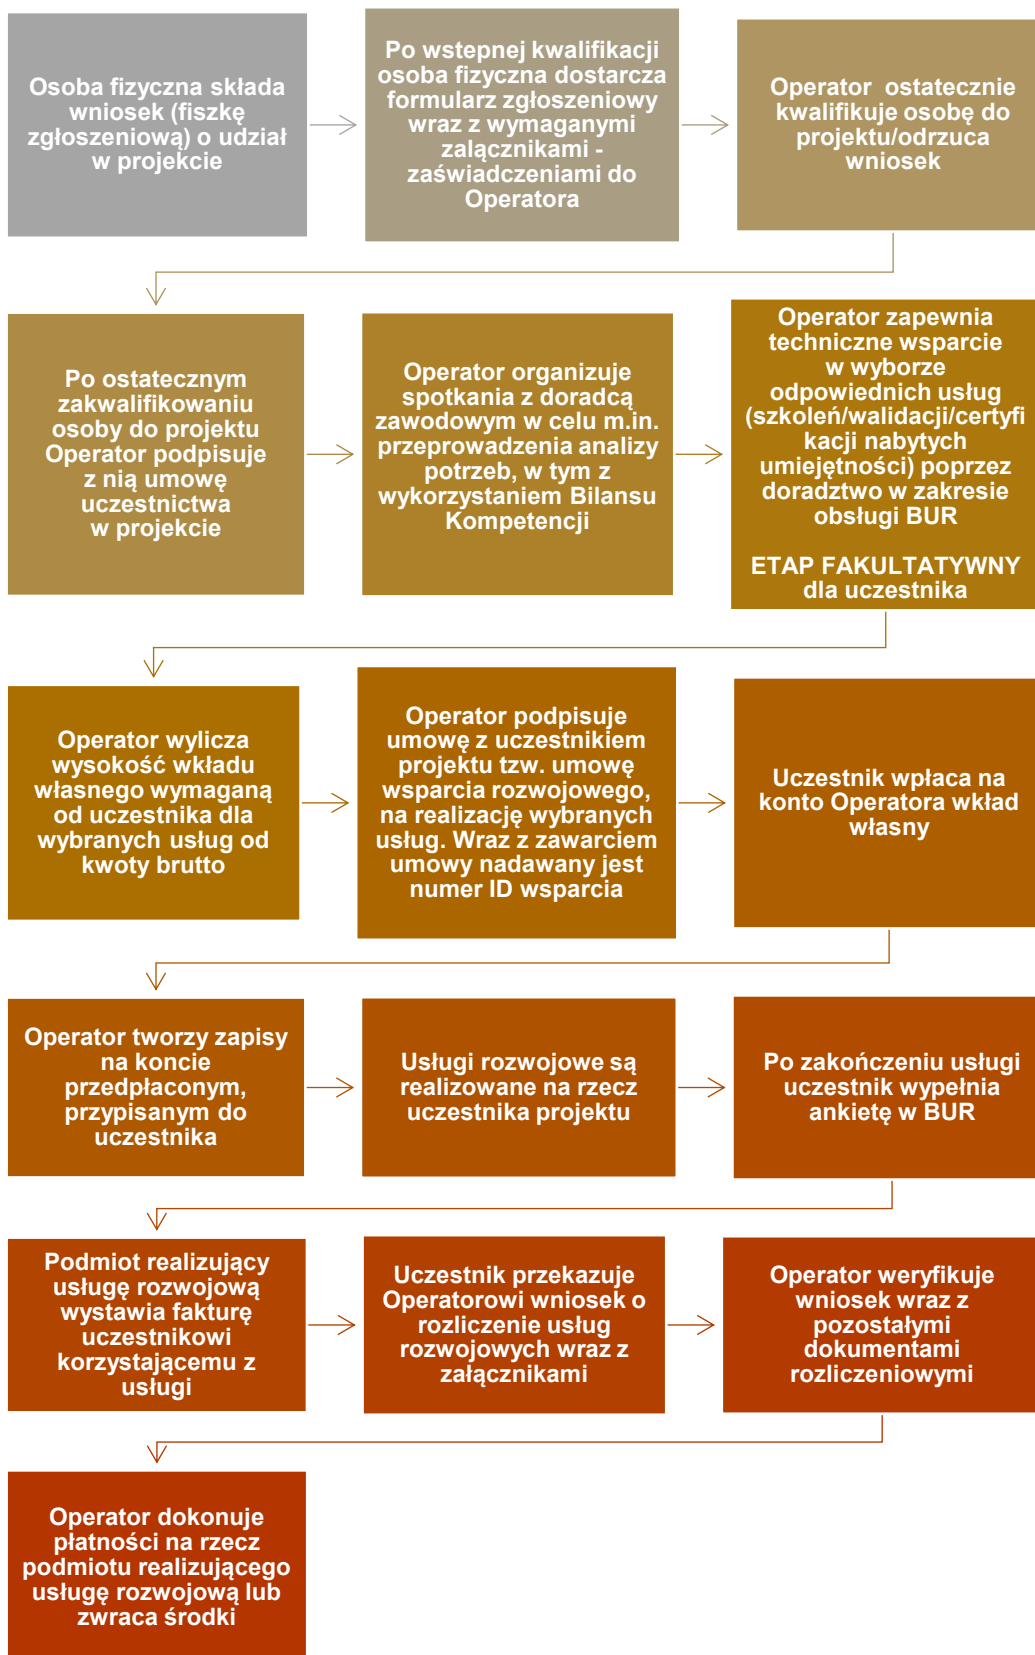 Osoba fizyczna składa
wniosek (fiszkę
zgłoszeniową) o udział
w projekcie
Po wstepnej kwalifikacji
osoba fizyczna dostarcza
formularz zgłoszeniowy
wraz z wymaganymi
zalącznikami -
zaświadczeniami do
Operatora
Operator ostatecznie
kwalifikuje osobę do
projektu/odrzuca
wniosek
Po ostatecznym
zakwalifikowaniu
osoby do projektu
Operator podpisuje
z nią umowę
uczestnictwa
w projekcie
Operator organizuje
spotkania z doradcą
zawodowym w celu m.in.
przeprowadzenia analizy
potrzeb, w tym z
wykorzystaniem Bilansu
Kompetencji
Operator zapewnia
techniczne wsparcie
w wyborze
odpowiednich usług
(szkoleń/walidacji/certyfi
kacji nabytych
umiejętności) poprzez
doradztwo w zakresie
obsługi BUR
ETAP FAKULTATYWNY
dla uczestnika
Operator wylicza
wysokość wkładu
własnego wymaganą
od uczestnika dla
wybranych usług od
kwoty brutto
Operator podpisuje
umowę z uczestnikiem
projektu tzw. umowę
wsparcia rozwojowego,
na realizację wybranych
usług. Wraz z zawarciem
umowy nadawany jest
numer ID wsparcia
Uczestnik wpłaca na
konto Operatora wkład
własny
Operator tworzy zapisy
na koncie
przedpłaconym,
przypisanym do
uczestnika
Usługi rozwojowe są
realizowane na rzecz
uczestnika projektu
Po zakończeniu usługi
uczestnik wypełnia
ankietę w BUR
Podmiot realizujący
usługę rozwojową
wystawia fakturę
uczestnikowi
korzystającemu z
usługi
Uczestnik przekazuje
Operatorowi wniosek o
rozliczenie usług
rozwojowych wraz z
załącznikami
Operator weryfikuje
wniosek wraz z
pozostałymi
dokumentami
rozliczeniowymi
Operator dokonuje
płatności na rzecz
podmiotu realizującego
usługę rozwojową lub
zwraca środki